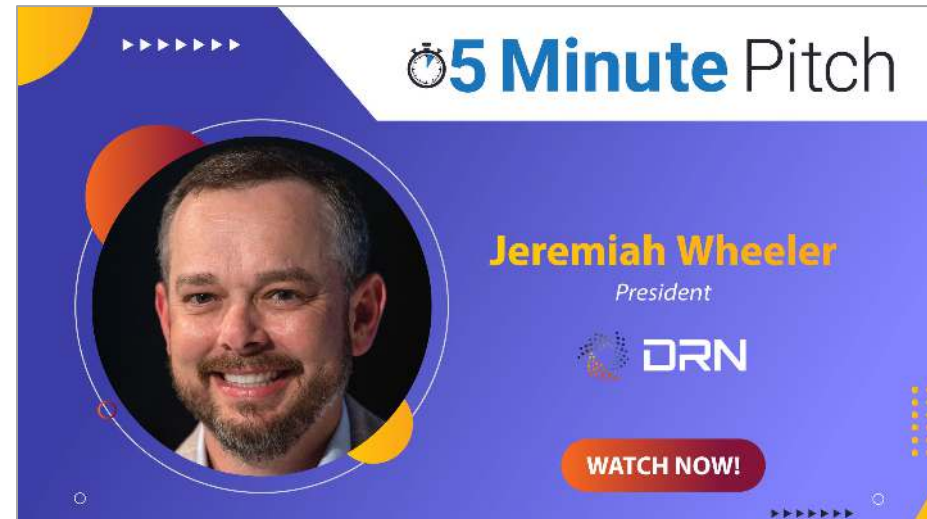 5 Minute Pitch
Jeremiah Wheeler
President
DRN
WATCH NOW!